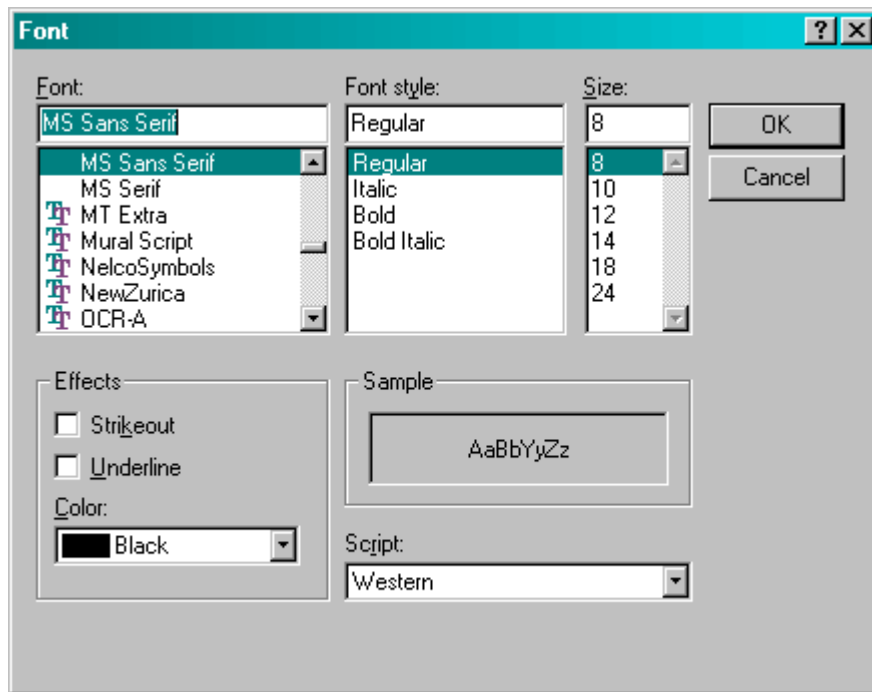 Font
Font:
MS Sans Serif
MS Sans Serif
MS Serif
MT Extra
Mural Script
NelcoSymbols
NewZurica
OCR-A
Font style:
Regular
Regular
Italic
Bold
Bold Italic
Size:
8
8
10
12
14
18
24
OK
Cancel
Effects
Strikeout
Underline
Color:
Black
Sample
AaBbYyZz
Script:
Western